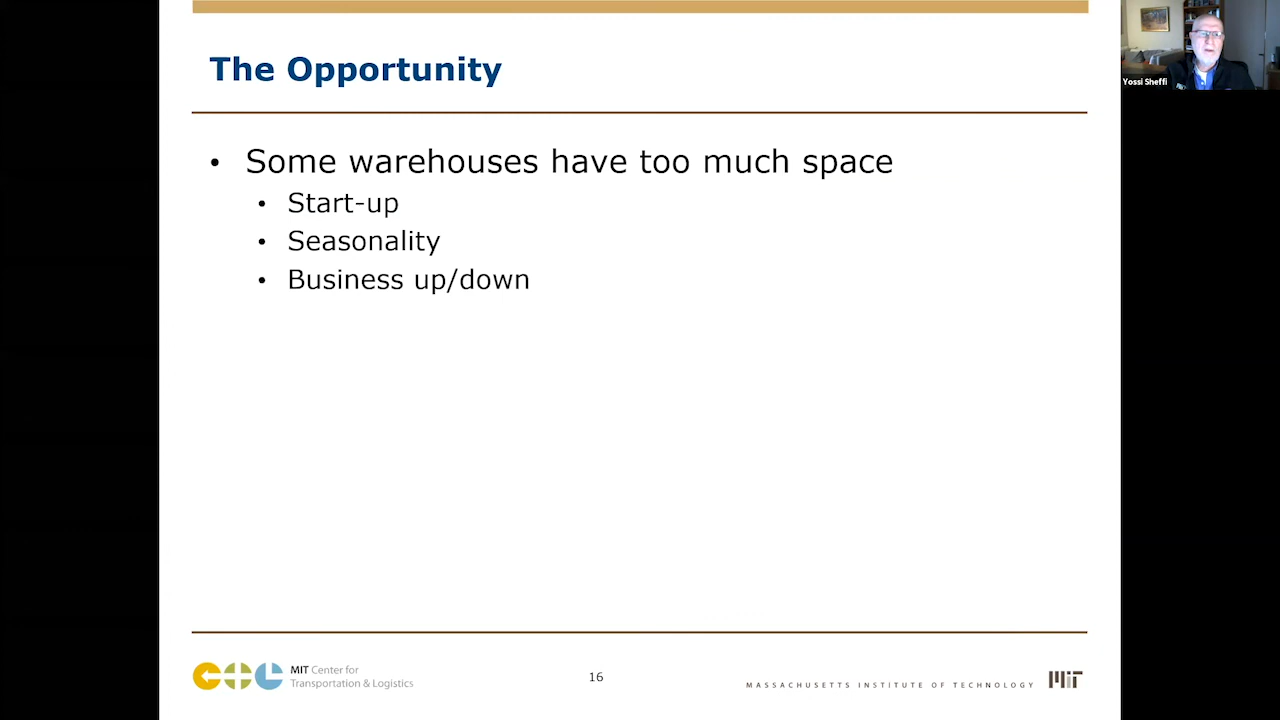 The Opportunity
• Some warehouses have too much space
• Start-up
• Seasonality
• Business up/down
MIT Center for
Transportation & Logistics
16
MASSACHUSETTS INSTITUTE OF TECHNOLOGY
MIT
Yossi Sheffi